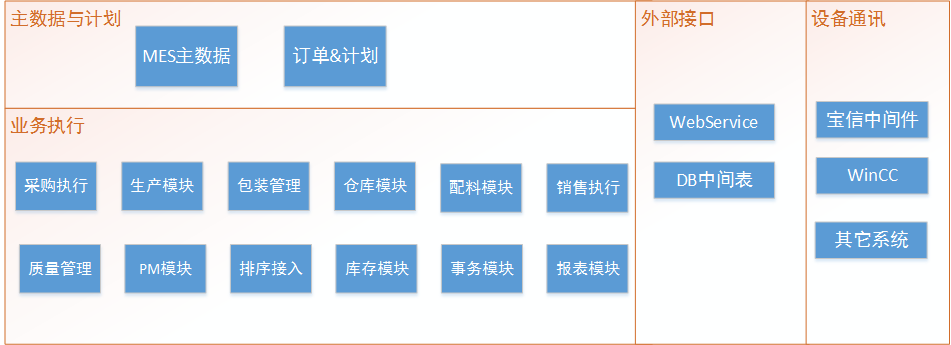 主数据与计划
MES主数据
订单&计划
业务执行
采购执行
生产模块
包装管理
仓库模块
配料模块
销售执行
质量管理
PM模块
排序接入
库存模块
事务模块
报表模块
外部接口
WebService
DB中间表
设备通讯
宝信中间件
WinCC
其它系统